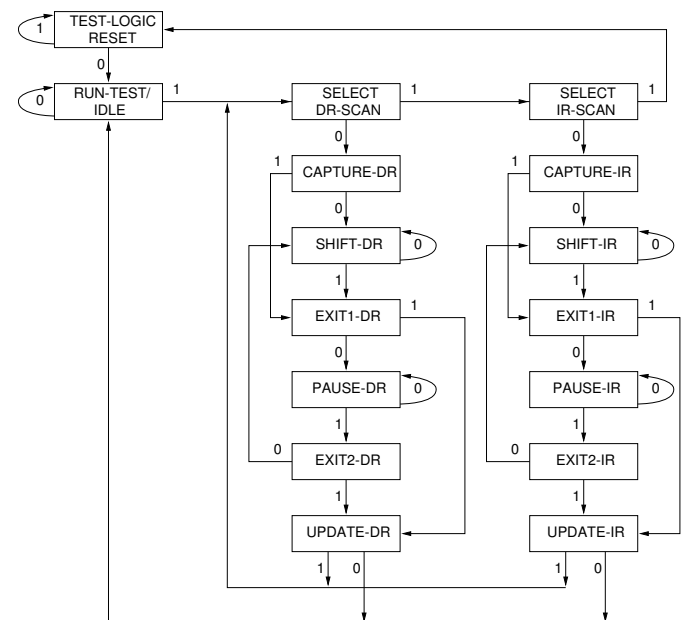 TEST-LOGIC
RESET
1
0
RUN-TEST/
IDLE
0
1
SELECT
DR-SCAN
1
SELECT
IR-SCAN
1
0
0
1
CAPTURE-DR
1
CAPTURE-IR
0
0
SHIFT-DR
0
SHIFT-IR
0
1
1
EXIT1-DR
1
EXIT1-IR
1
0
0
PAUSE-DR
0
PAUSE-IR
0
1
1
0
EXIT2-DR
0
EXIT2-IR
1
1
UPDATE-DR
UPDATE-IR
1
0
1
0